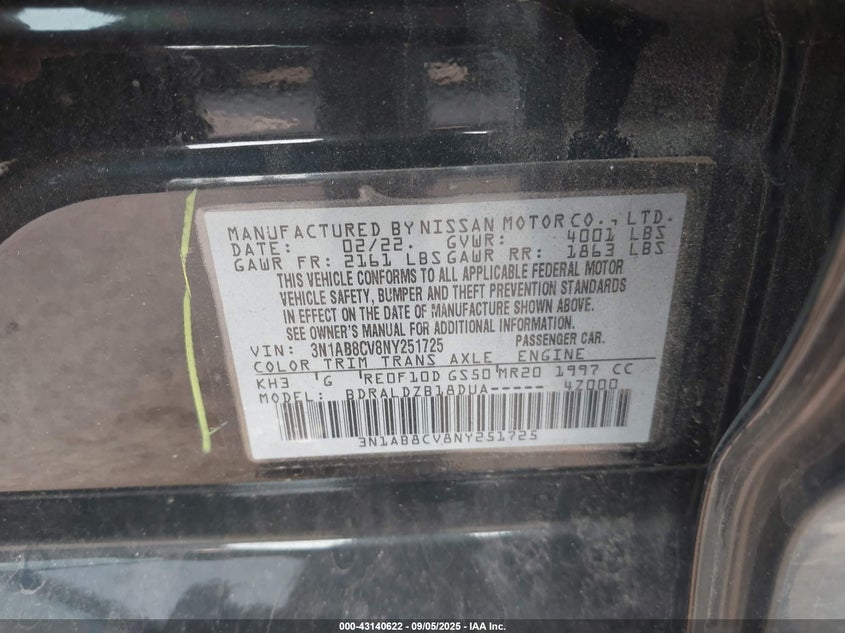 MANUFACTURED BY NISSAN MOTOR CO., LTD.
DATE: 02/22. GVWR: 4001 LBS
GAWR FR: 2161 LBS GAWR RR: 1863 LBS
THIS VEHICLE CONFORMS TO ALL APPLICABLE FEDERAL MOTOR
VEHICLE SAFETY, BUMPER AND THEFT PREVENTION STANDARDS
IN EFFECT ON THE DATE OF MANUFACTURE SHOWN ABOVE.
SEE OWNER'S MANUAL FOR ADDITIONAL INFORMATION.
VIN: 3N1AB8CV8NY251725 PASSENGER CAR.
COLOR TRIM TRANS AXLE ENGINE
KH3 G RE0F10D GS50 MR20 1997 CC
MODEL: BDRALDZB18DUA----- 47000
3N1AB8CV8NY251725
000-43140622 - 09/05/2025 - IAA Inc.